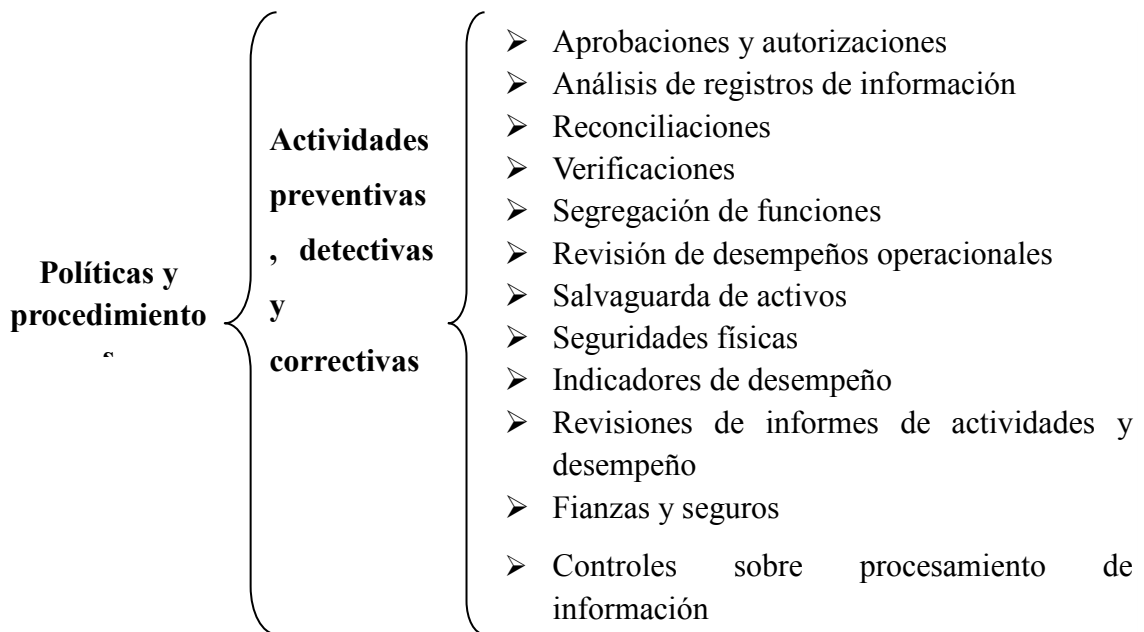 Políticas y
procedimiento
Actividades
preventivas
, detectivas
y
correctivas
➢ Aprobaciones y autorizaciones
➢ Análisis de registros de información
➢ Reconciliaciones
➢ Verificaciones
➢ Segregación de funciones
➢ Revisión de desempeños operacionales
➢ Salvaguarda de activos
➢ Seguridades físicas
➢ Indicadores de desempeño
➢ Revisiones de informes de actividades y
desempeño
➢ Fianzas y seguros
➢ Controles sobre procesamiento de
información